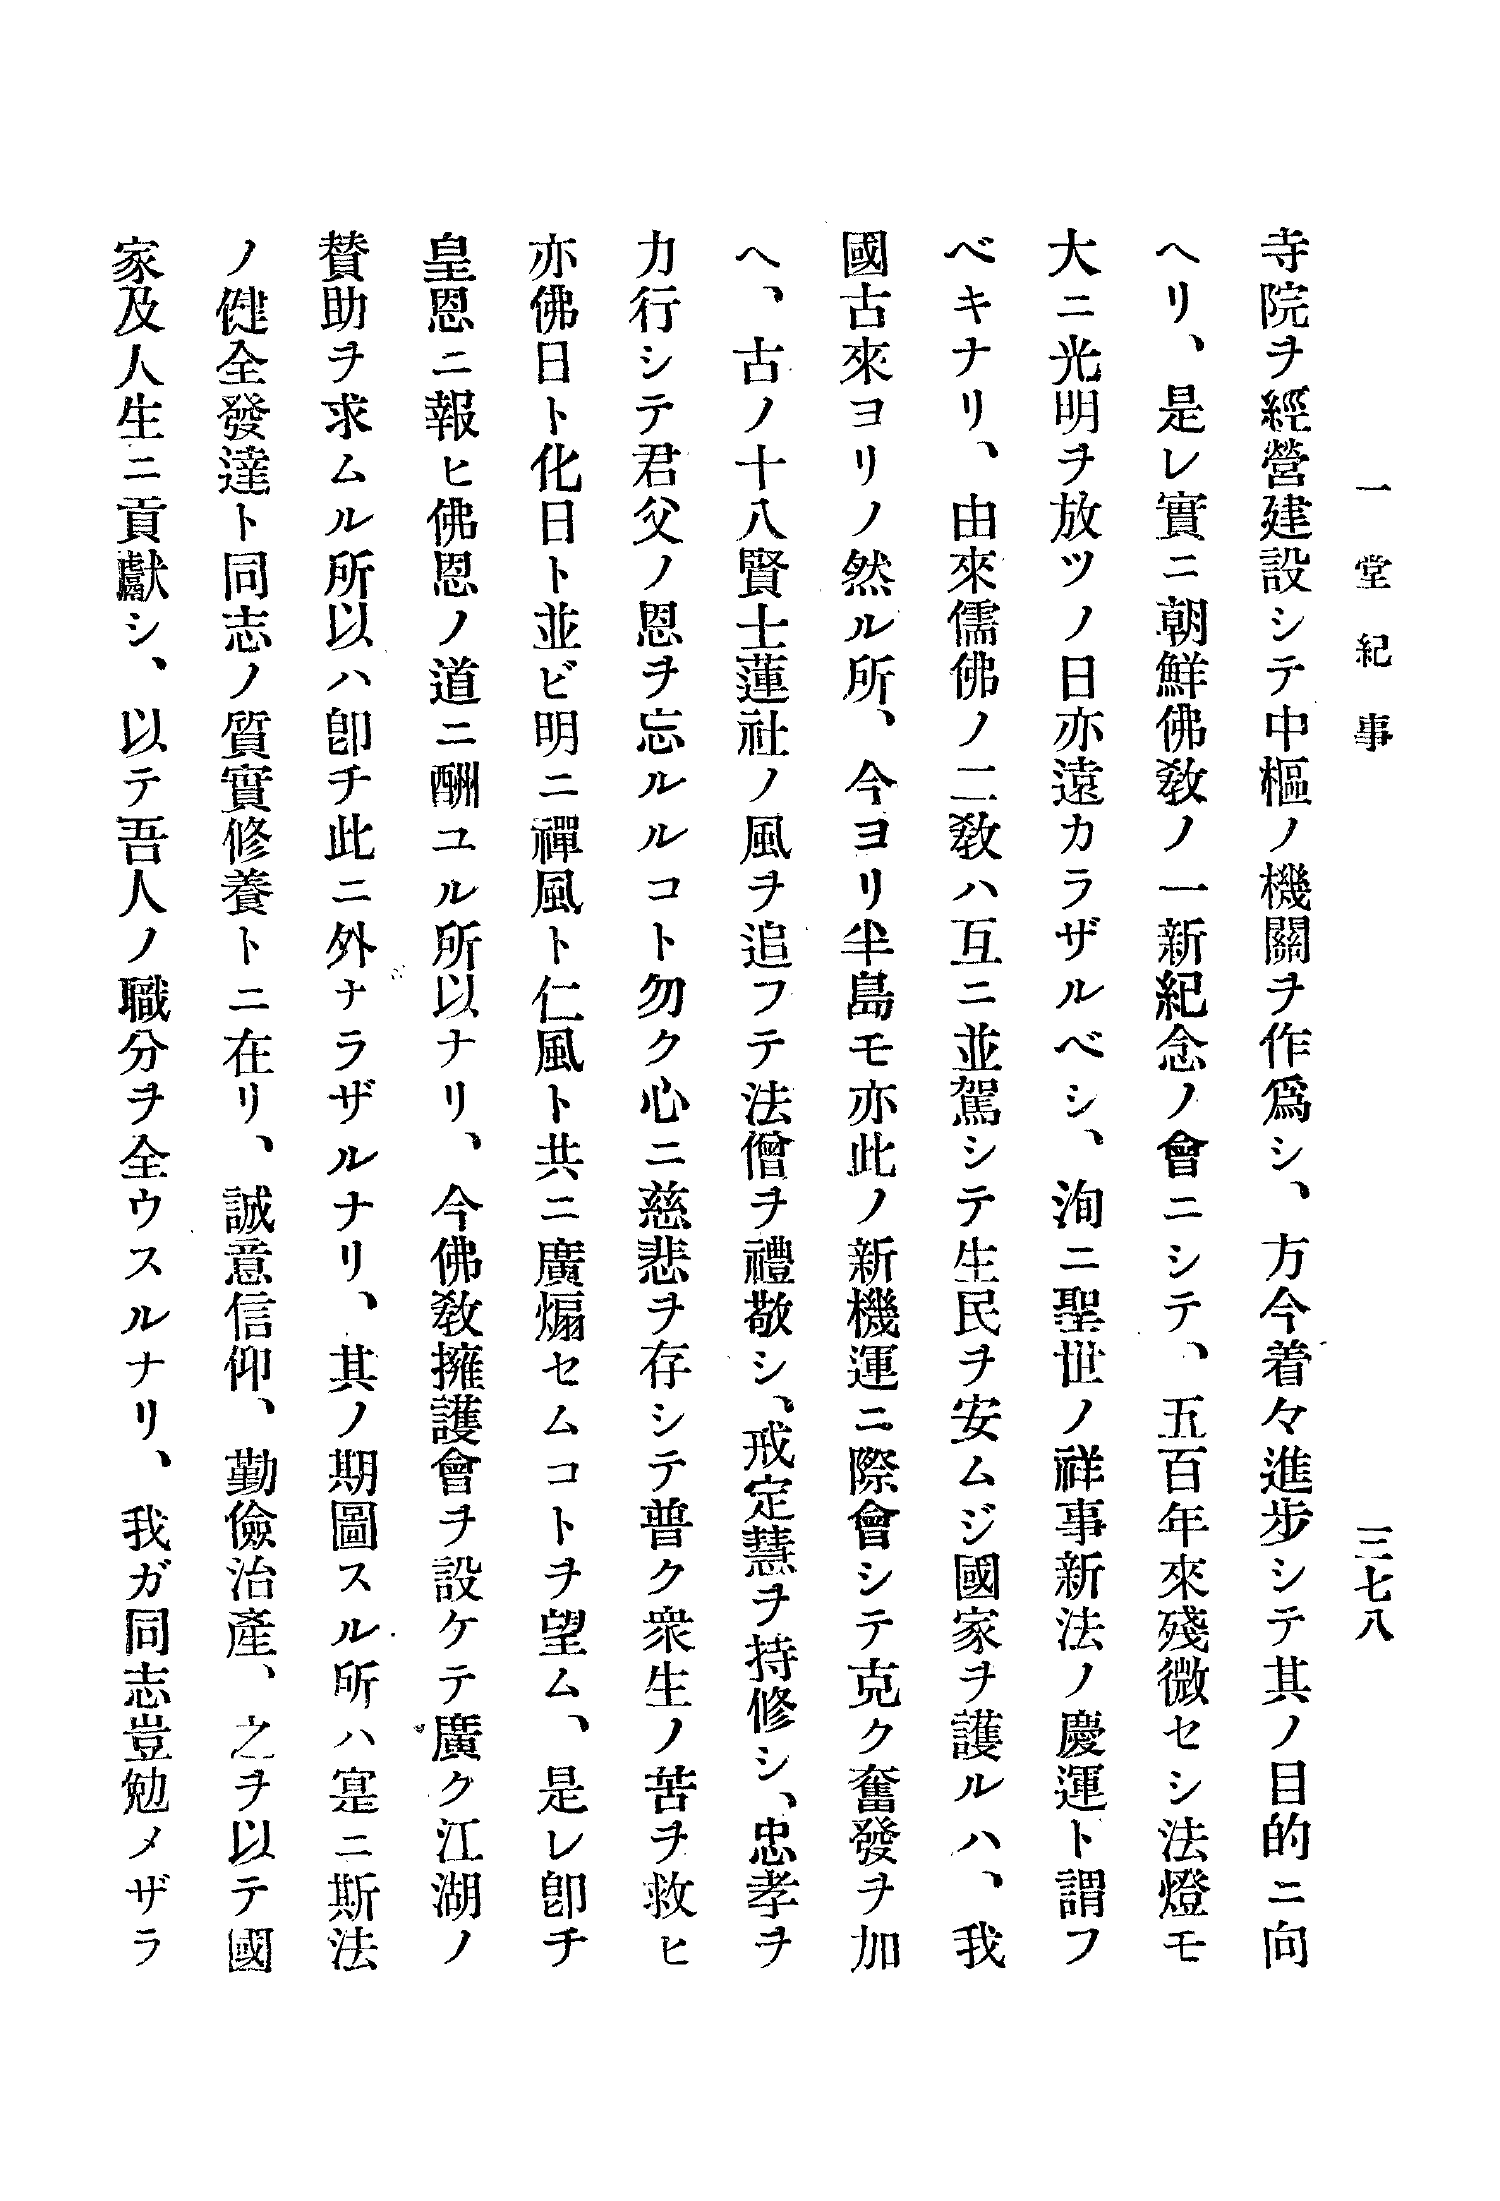 一堂紀事
三七八
寺院ヲ經營建設シテ中樞ノ機關ヲ作爲シ、方今着々進步シテ其ノ目的ニ向
ヘリ、是レ實ニ朝鮮佛敎ノ一新紀念ノ會ニシテ、五百年來殘微セシ法燈モ
大ニ光明ヲ放ツノ日亦遠カラザルベシ、洵ニ聖世ノ祥事新法ノ慶運ト謂フ
ベキナリ、由來儒佛ノ二敎ハ互ニ並駕シテ生民ヲ安ムジ國家ヲ護ルハ、我
國古來ヨリノ然ル所、今ヨリ半島モ亦此ノ新機運ニ際會シテ克ク奮發ヲ加
ヘ、古ノ十八賢士蓮社ノ風ヲ追フテ法僧ヲ禮敬シ、戒定慧ヲ持修シ、忠孝ヲ
力行シテ君父ノ恩ヲ忘ルルコト勿ク心ニ慈悲ヲ存シテ普ク衆生ノ苦ヲ救ヒ
亦佛日ト化日ト並ビ明ニ禪風ト仁風ト共ニ廣煽セムコトヲ望ム、是レ卽チ
皇恩ニ報ヒ佛恩ノ道ニ酬ユル所以ナリ、今佛敎擁護會ヲ設ケテ廣ク江湖ノ
賛助ヲ求ムル所以ハ卽チ此ニ外ナラザルナリ、其ノ期圖スル所ハ寔ニ斯法
ノ健全發達ト同志ノ質實修養トニ在リ、誠意信仰、勤儉治產、之ヲ以テ國
家及人生ニ貢獻シ、以テ吾人ノ職分ヲ全ウスルナリ、我ガ同志豈勉メザラ